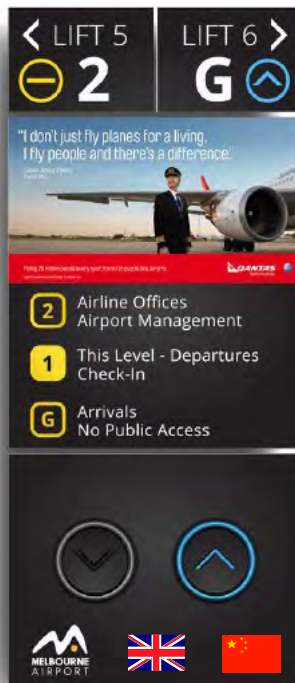 LIFT 5
2
LIFT 6
G
"I don't just fly planes for a living.
I fly people and there's a difference."
QANTAS
2
Airline Offices
Airport Management
1
This Level - Departures
Check-In
G
Arrivals
No Public Access
MELBOURNE
AIRPORT